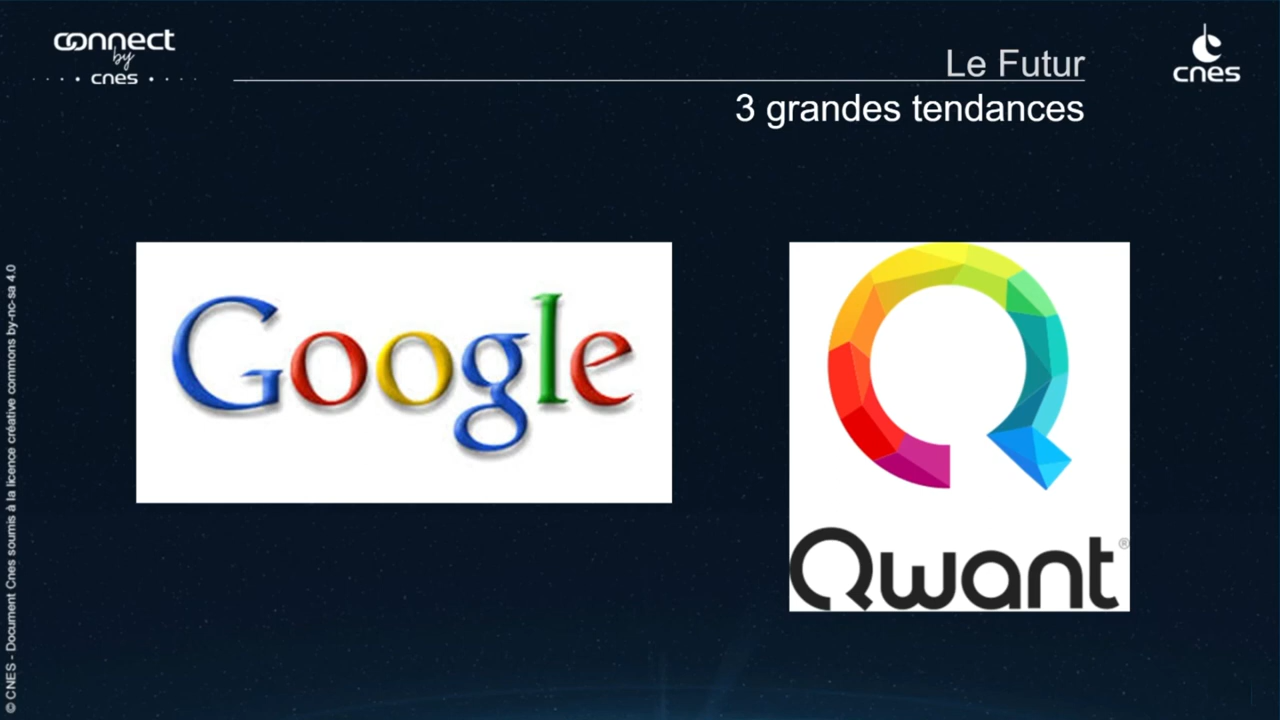 connect
by
cnes
Le Futur
3 grandes tendances
cnes
Google
Qwant®
© CNES - Document Cnes soumis à la licence créative commons by-nc-sa 4.0